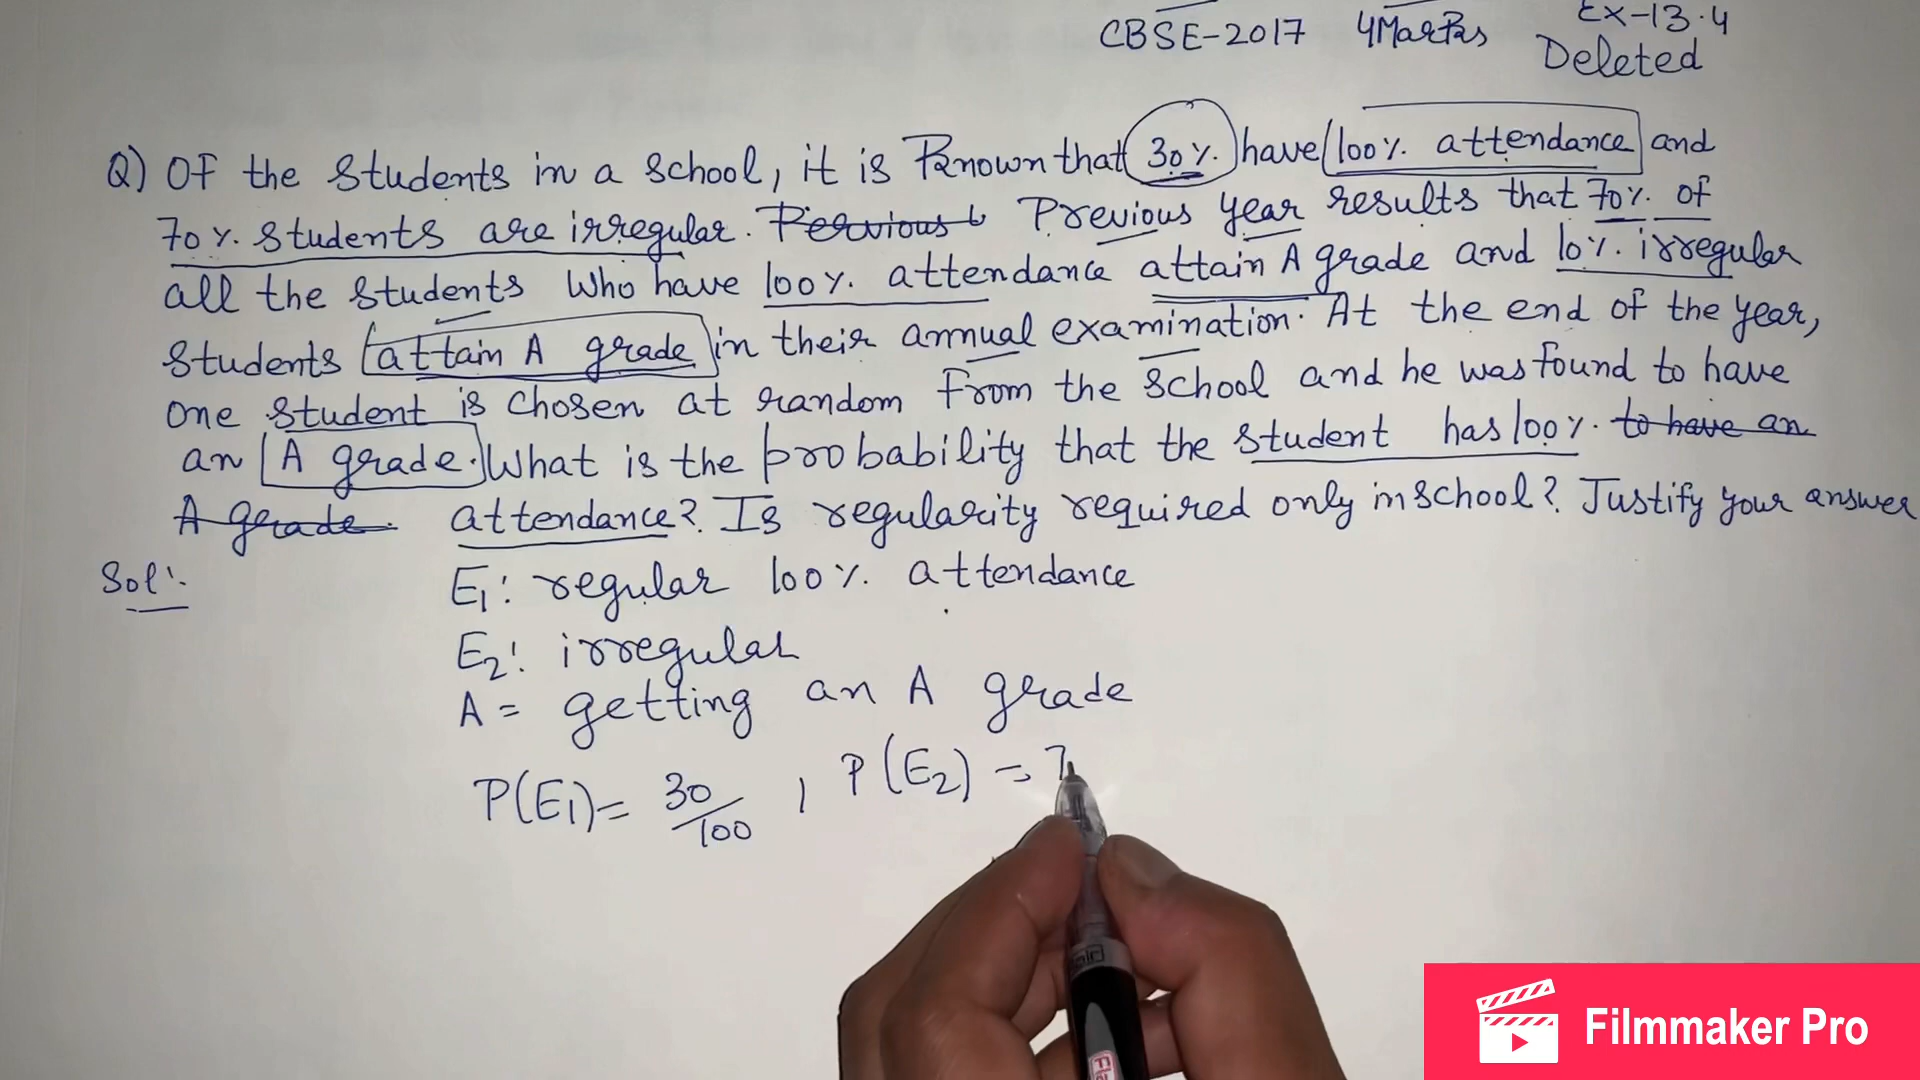 CBSE-2017 4Marks Ex-13.4
Deleted
Q) Of the students in a school, it is known that 30%. have 100%. attendance and
70%. students are irregular. Pervious Previous year results that 70%. of
all the students who have 100%. attendance attain A grade and 10%. irregular
students attain A grade in their annual examination. At the end of the year,
one student is chosen at random from the school and he was found to have
an A grade. What is the probability that the student has 100%. to have an
A grade. attendance? Is regularity required only in school? Justify your answer
Sol:. E1: regular 100%. attendance
E2: irregular
A = getting an A grade
P(E1) = 30/100 , P(E2) = 7
Filmmaker Pro